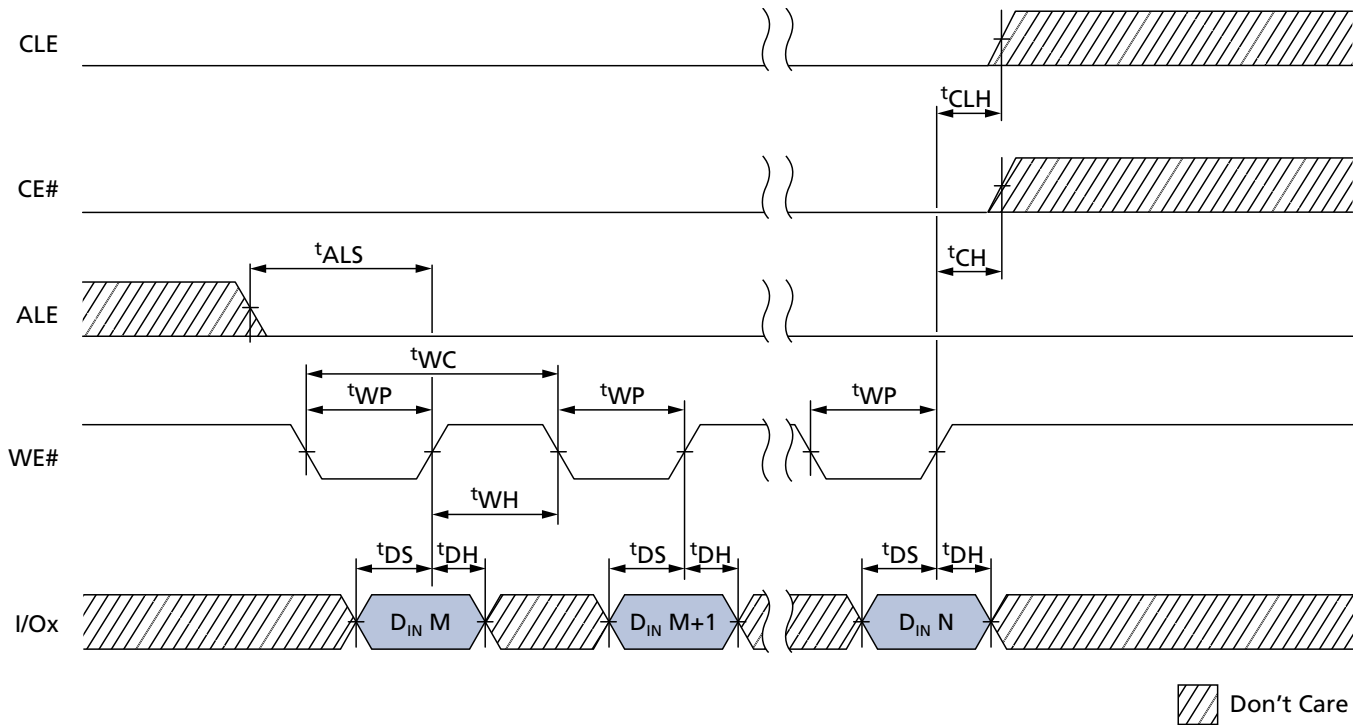 CLE
tCLH
CE#
tCH
tALS
ALE
tWC
tWP
tWP
tWP
WE#
tWH
tDS
tDH
tDS
tDH
tDS
tDH
I/Ox
DIN M
DIN M+1
DIN N
Don't Care